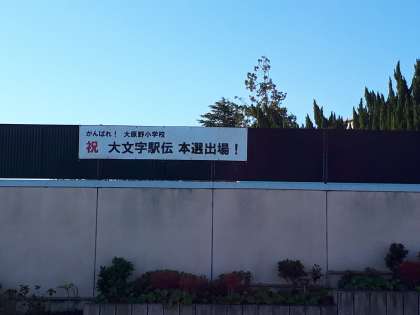 がんばれ！ 大原野小学校
祝 大文字駅伝 本選出場！